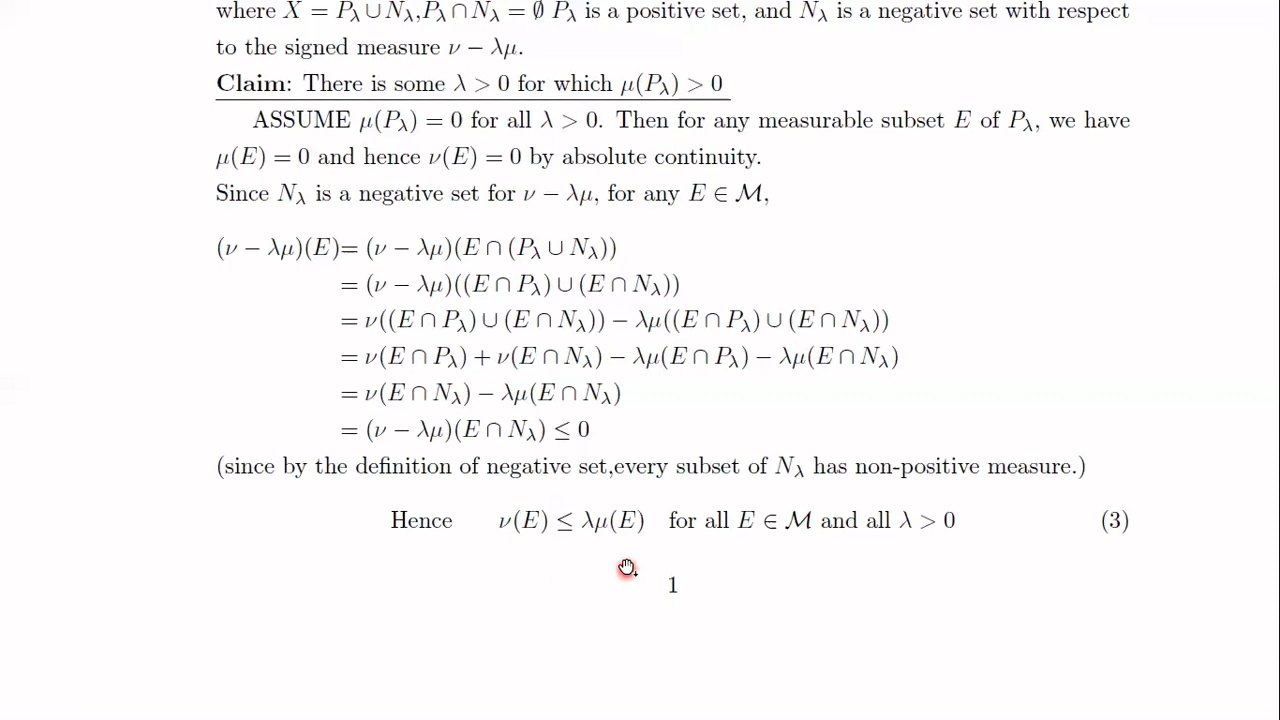 where X = P_λ ∪ N_λ, P_λ ∩ N_λ = ∅ P_λ is a positive set, and N_λ is a negative set with respect
to the signed measure ν − λμ.
Claim: There is some λ > 0 for which μ(P_λ) > 0
ASSUME μ(P_λ) = 0 for all λ > 0. Then for any measurable subset E of P_λ, we have
μ(E) = 0 and hence ν(E) = 0 by absolute continuity.
Since N_λ is a negative set for ν − λμ, for any E ∈ ℳ,
(ν − λμ)(E)= (ν − λμ)(E ∩ (P_λ ∪ N_λ))
= (ν − λμ)((E ∩ P_λ) ∪ (E ∩ N_λ))
= ν((E ∩ P_λ) ∪ (E ∩ N_λ)) − λμ((E ∩ P_λ) ∪ (E ∩ N_λ))
= ν(E ∩ P_λ) + ν(E ∩ N_λ) − λμ(E ∩ P_λ) − λμ(E ∩ N_λ)
= ν(E ∩ N_λ) − λμ(E ∩ N_λ)
= (ν − λμ)(E ∩ N_λ) ≤ 0
(since by the definition of negative set,every subset of N_λ has non-positive measure.)
Hence ν(E) ≤ λμ(E) for all E ∈ ℳ and all λ > 0 (3)
1